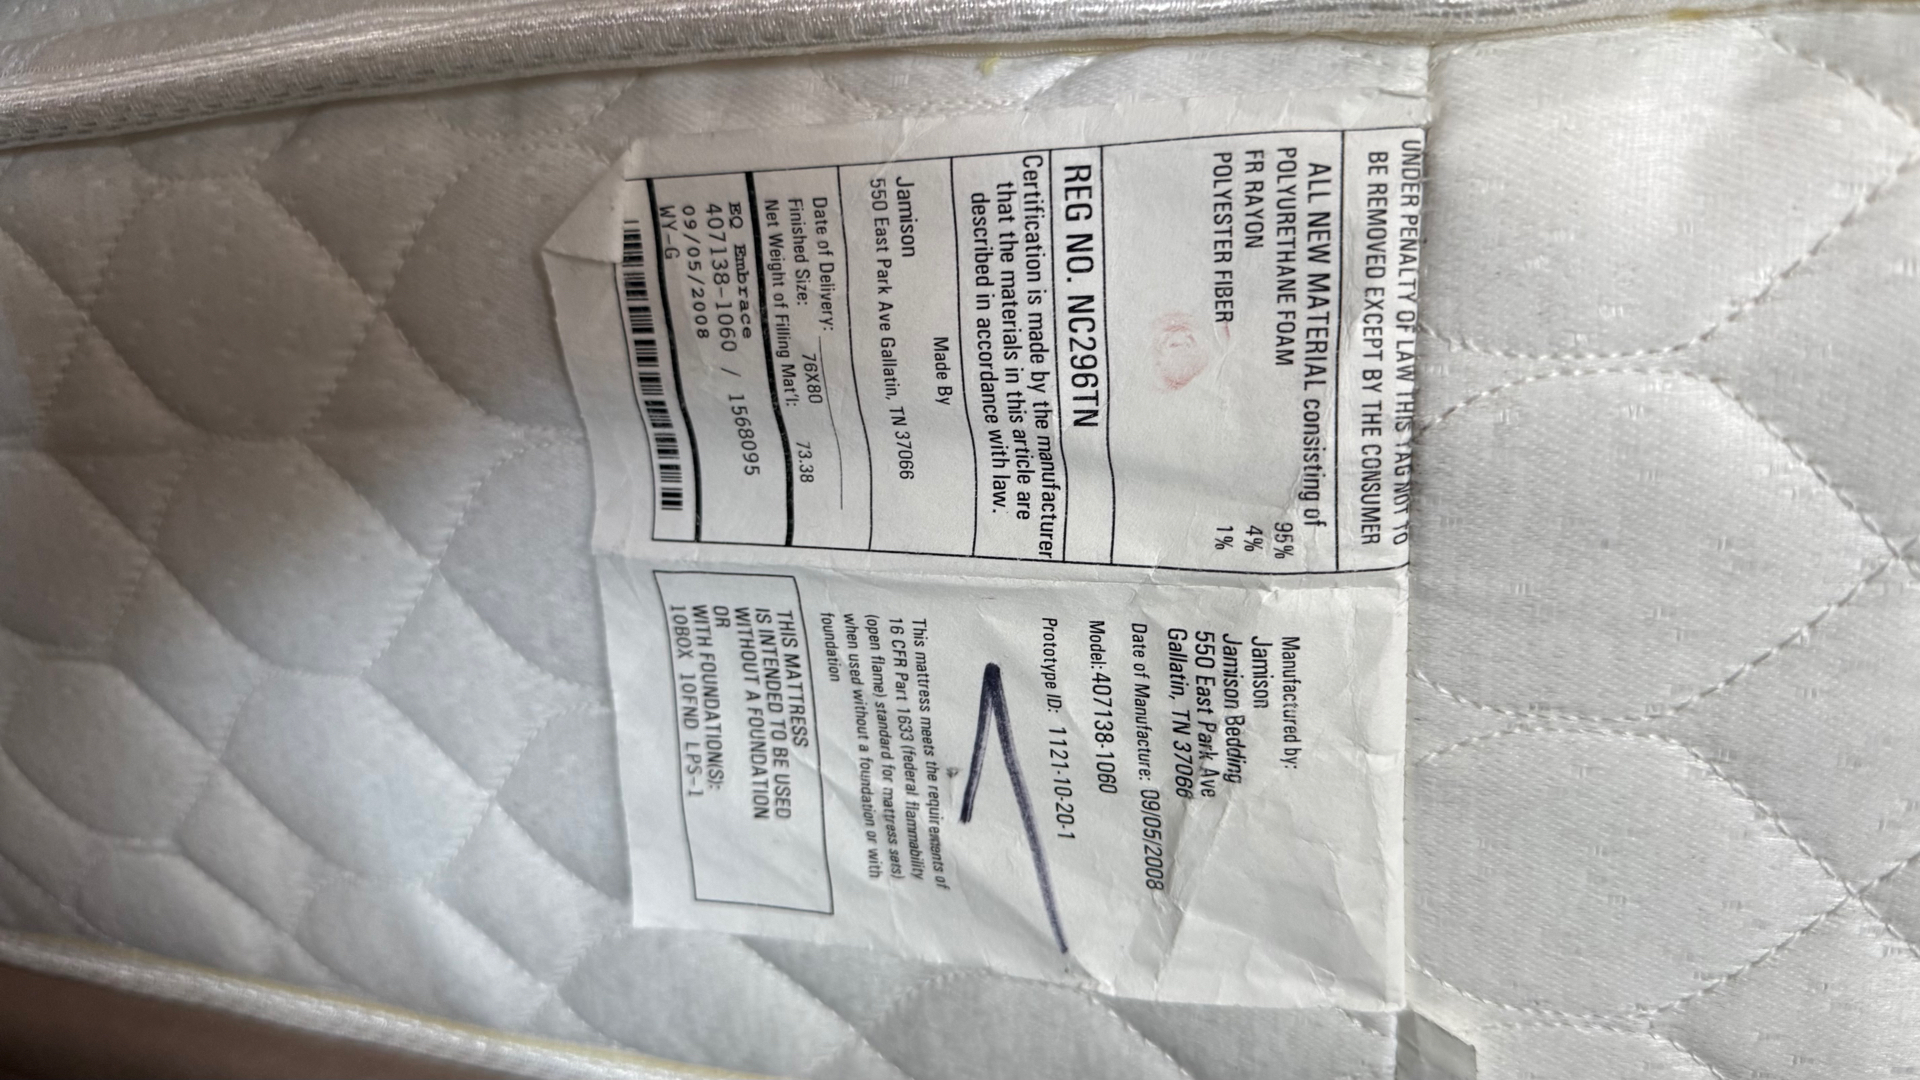 UNDER PENALTY OF LAW THIS TAG NOT TO
BE REMOVED EXCEPT BY THE CONSUMER
ALL NEW MATERIAL consisting of
POLYURETHANE FOAM 95%
FR RAYON 4%
POLYESTER FIBER 1%
REG NO. NC296TN
Certification is made by the manufacturer
that the materials in this article are
described in accordance with law.
Made By
Jamison
550 East Park Ave Gallatin, TN 37066
Date of Delivery:
Finished Size: 76X80
Net Weight of Filling Mat'l: 73.38
EQ Embrace
407138-1060 / 1568095
09/05/2008
WY-G
Manufactured by:
Jamison
Jamison Bedding
550 East Park Ave
Gallatin, TN 37066
Date of Manufacture: 09/05/2008
Model: 407138-1060
Prototype ID: 1121-10-20-1
This mattress meets the requirements of
16 CFR Part 1633 (federal flammability
(open flame) standard for mattress sets)
when used without a foundation or with
foundation
THIS MATTRESS
IS INTENDED TO BE USED
WITHOUT A FOUNDATION
OR
WITH FOUNDATION(S):
10BOX 10FND LPS-1